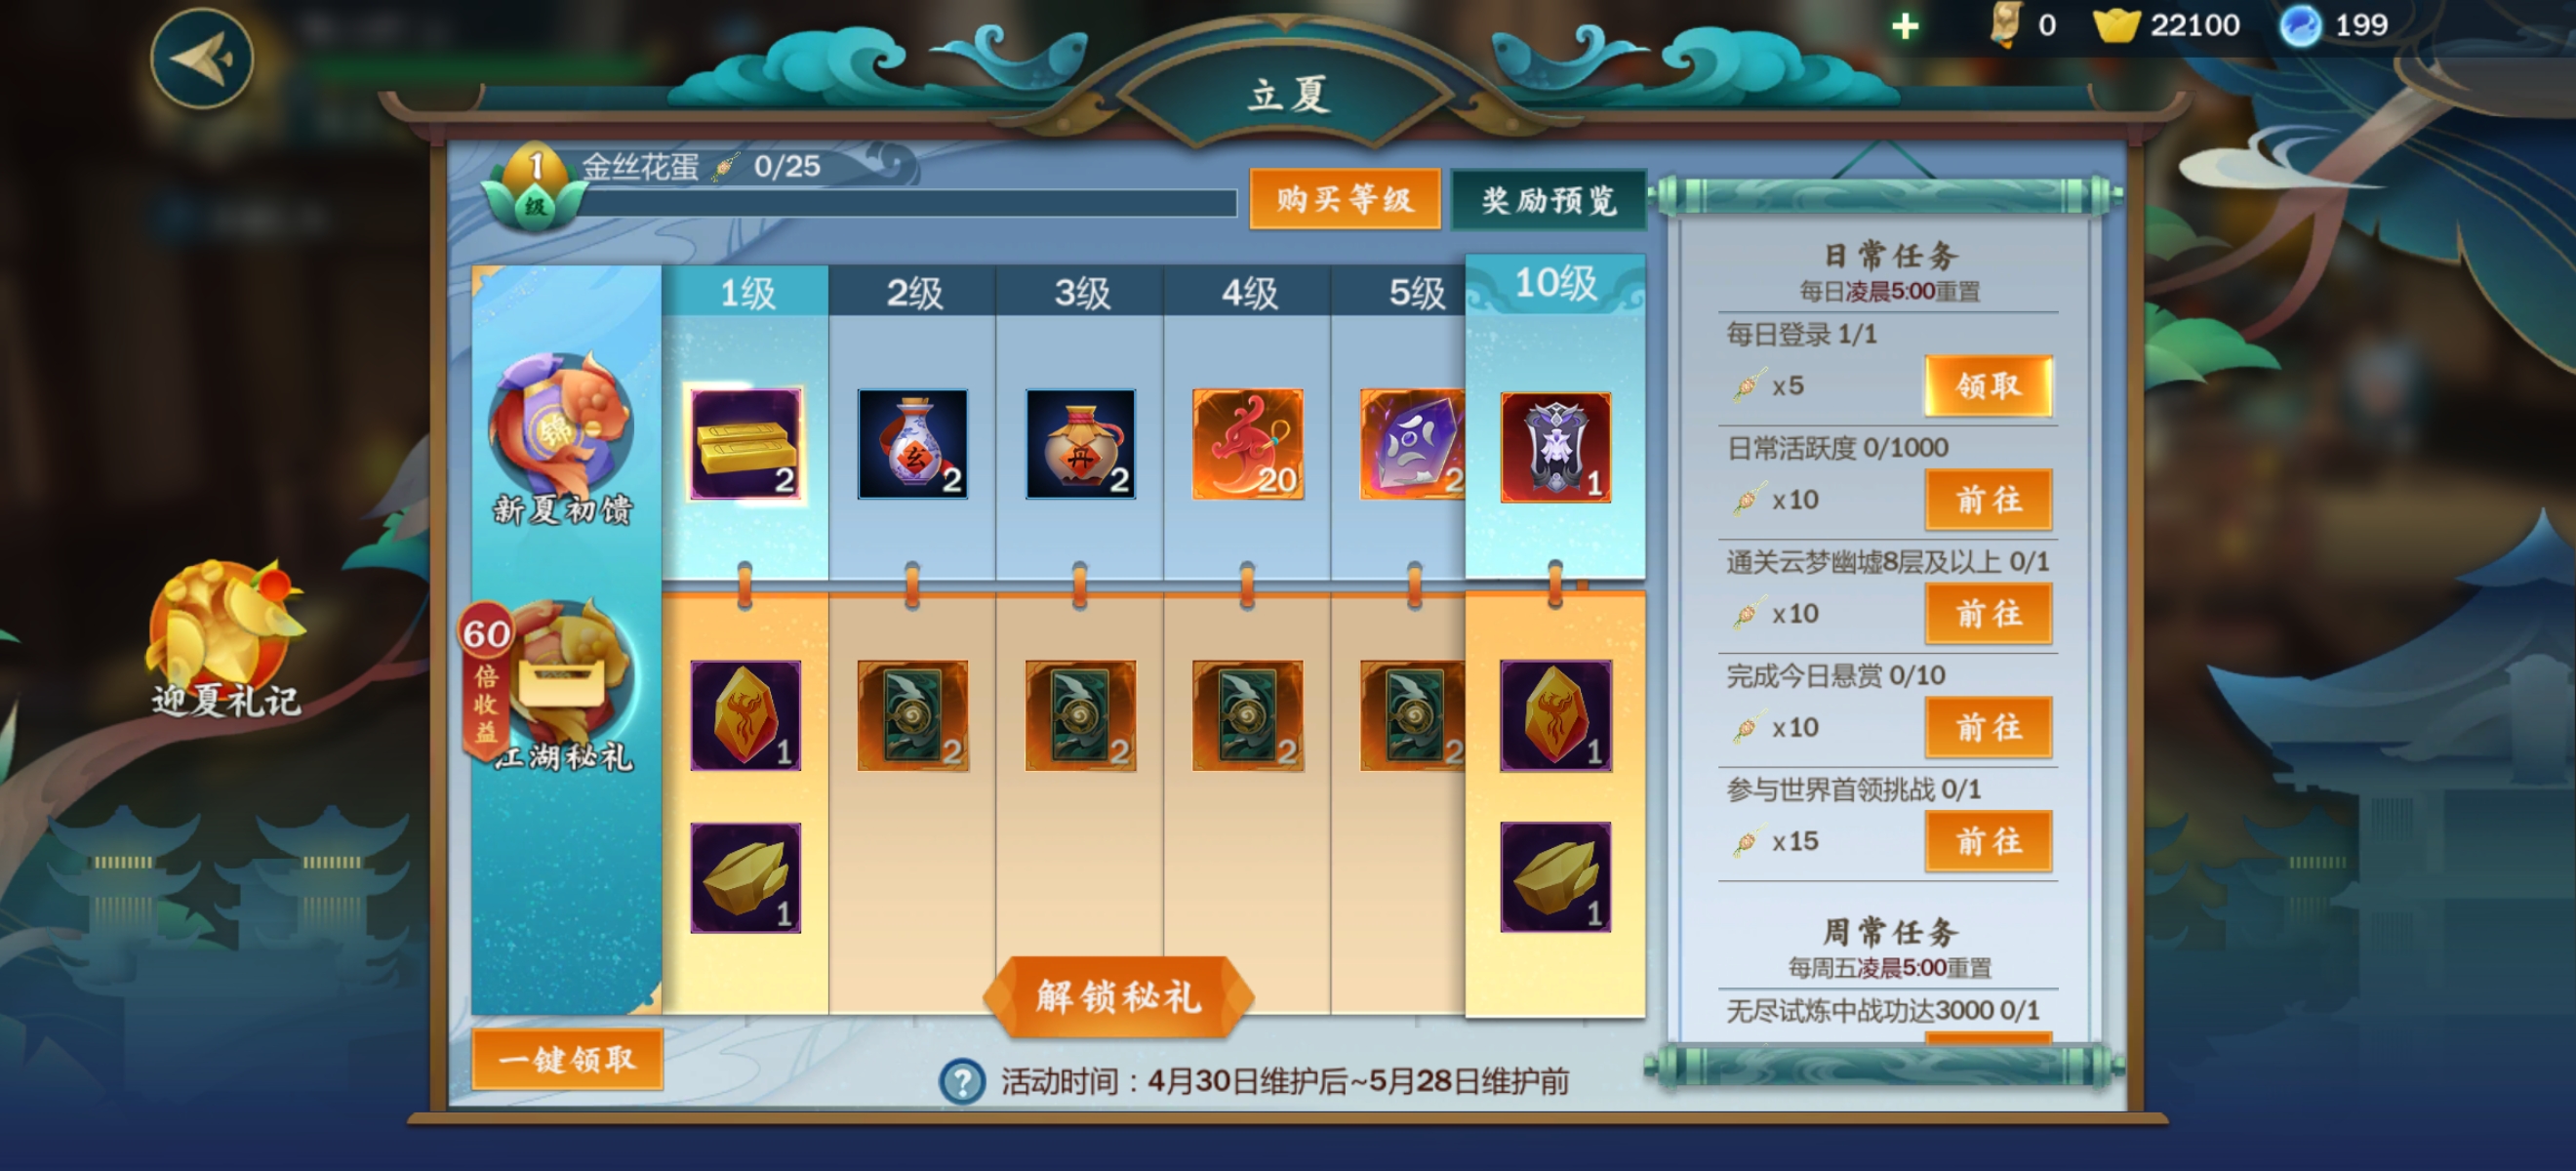 0
22100
199
立夏
1
级
金丝花蛋
0/25
购买等级
奖励预览
1级
2级
3级
4级
5级
10级
锦
新夏初馈
2
玄
2
丹
2
20
2
1
60
倍收益
江湖秘礼
1
2
2
2
2
1
1
1
解锁秘礼
一键领取
活动时间：4月30日维护后~5月28日维护前
迎夏礼记
日常任务
每日凌晨5:00重置
每日登录 1/1
x5
领取
日常活跃度 0/1000
x10
前往
通关云梦幽墟8层及以上 0/1
x10
前往
完成今日悬赏 0/10
x10
前往
参与世界首领挑战 0/1
x15
前往
周常任务
每周五凌晨5:00重置
无尽试炼中战功达3000 0/1